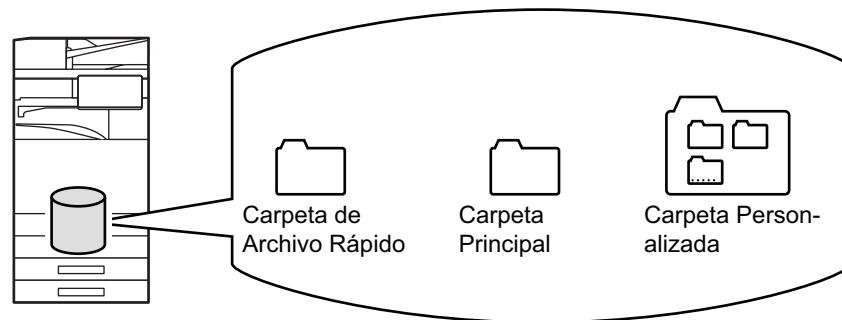 Carpeta de
Archivo Rápido
Carpeta
Principal
Carpeta Person-
alizada